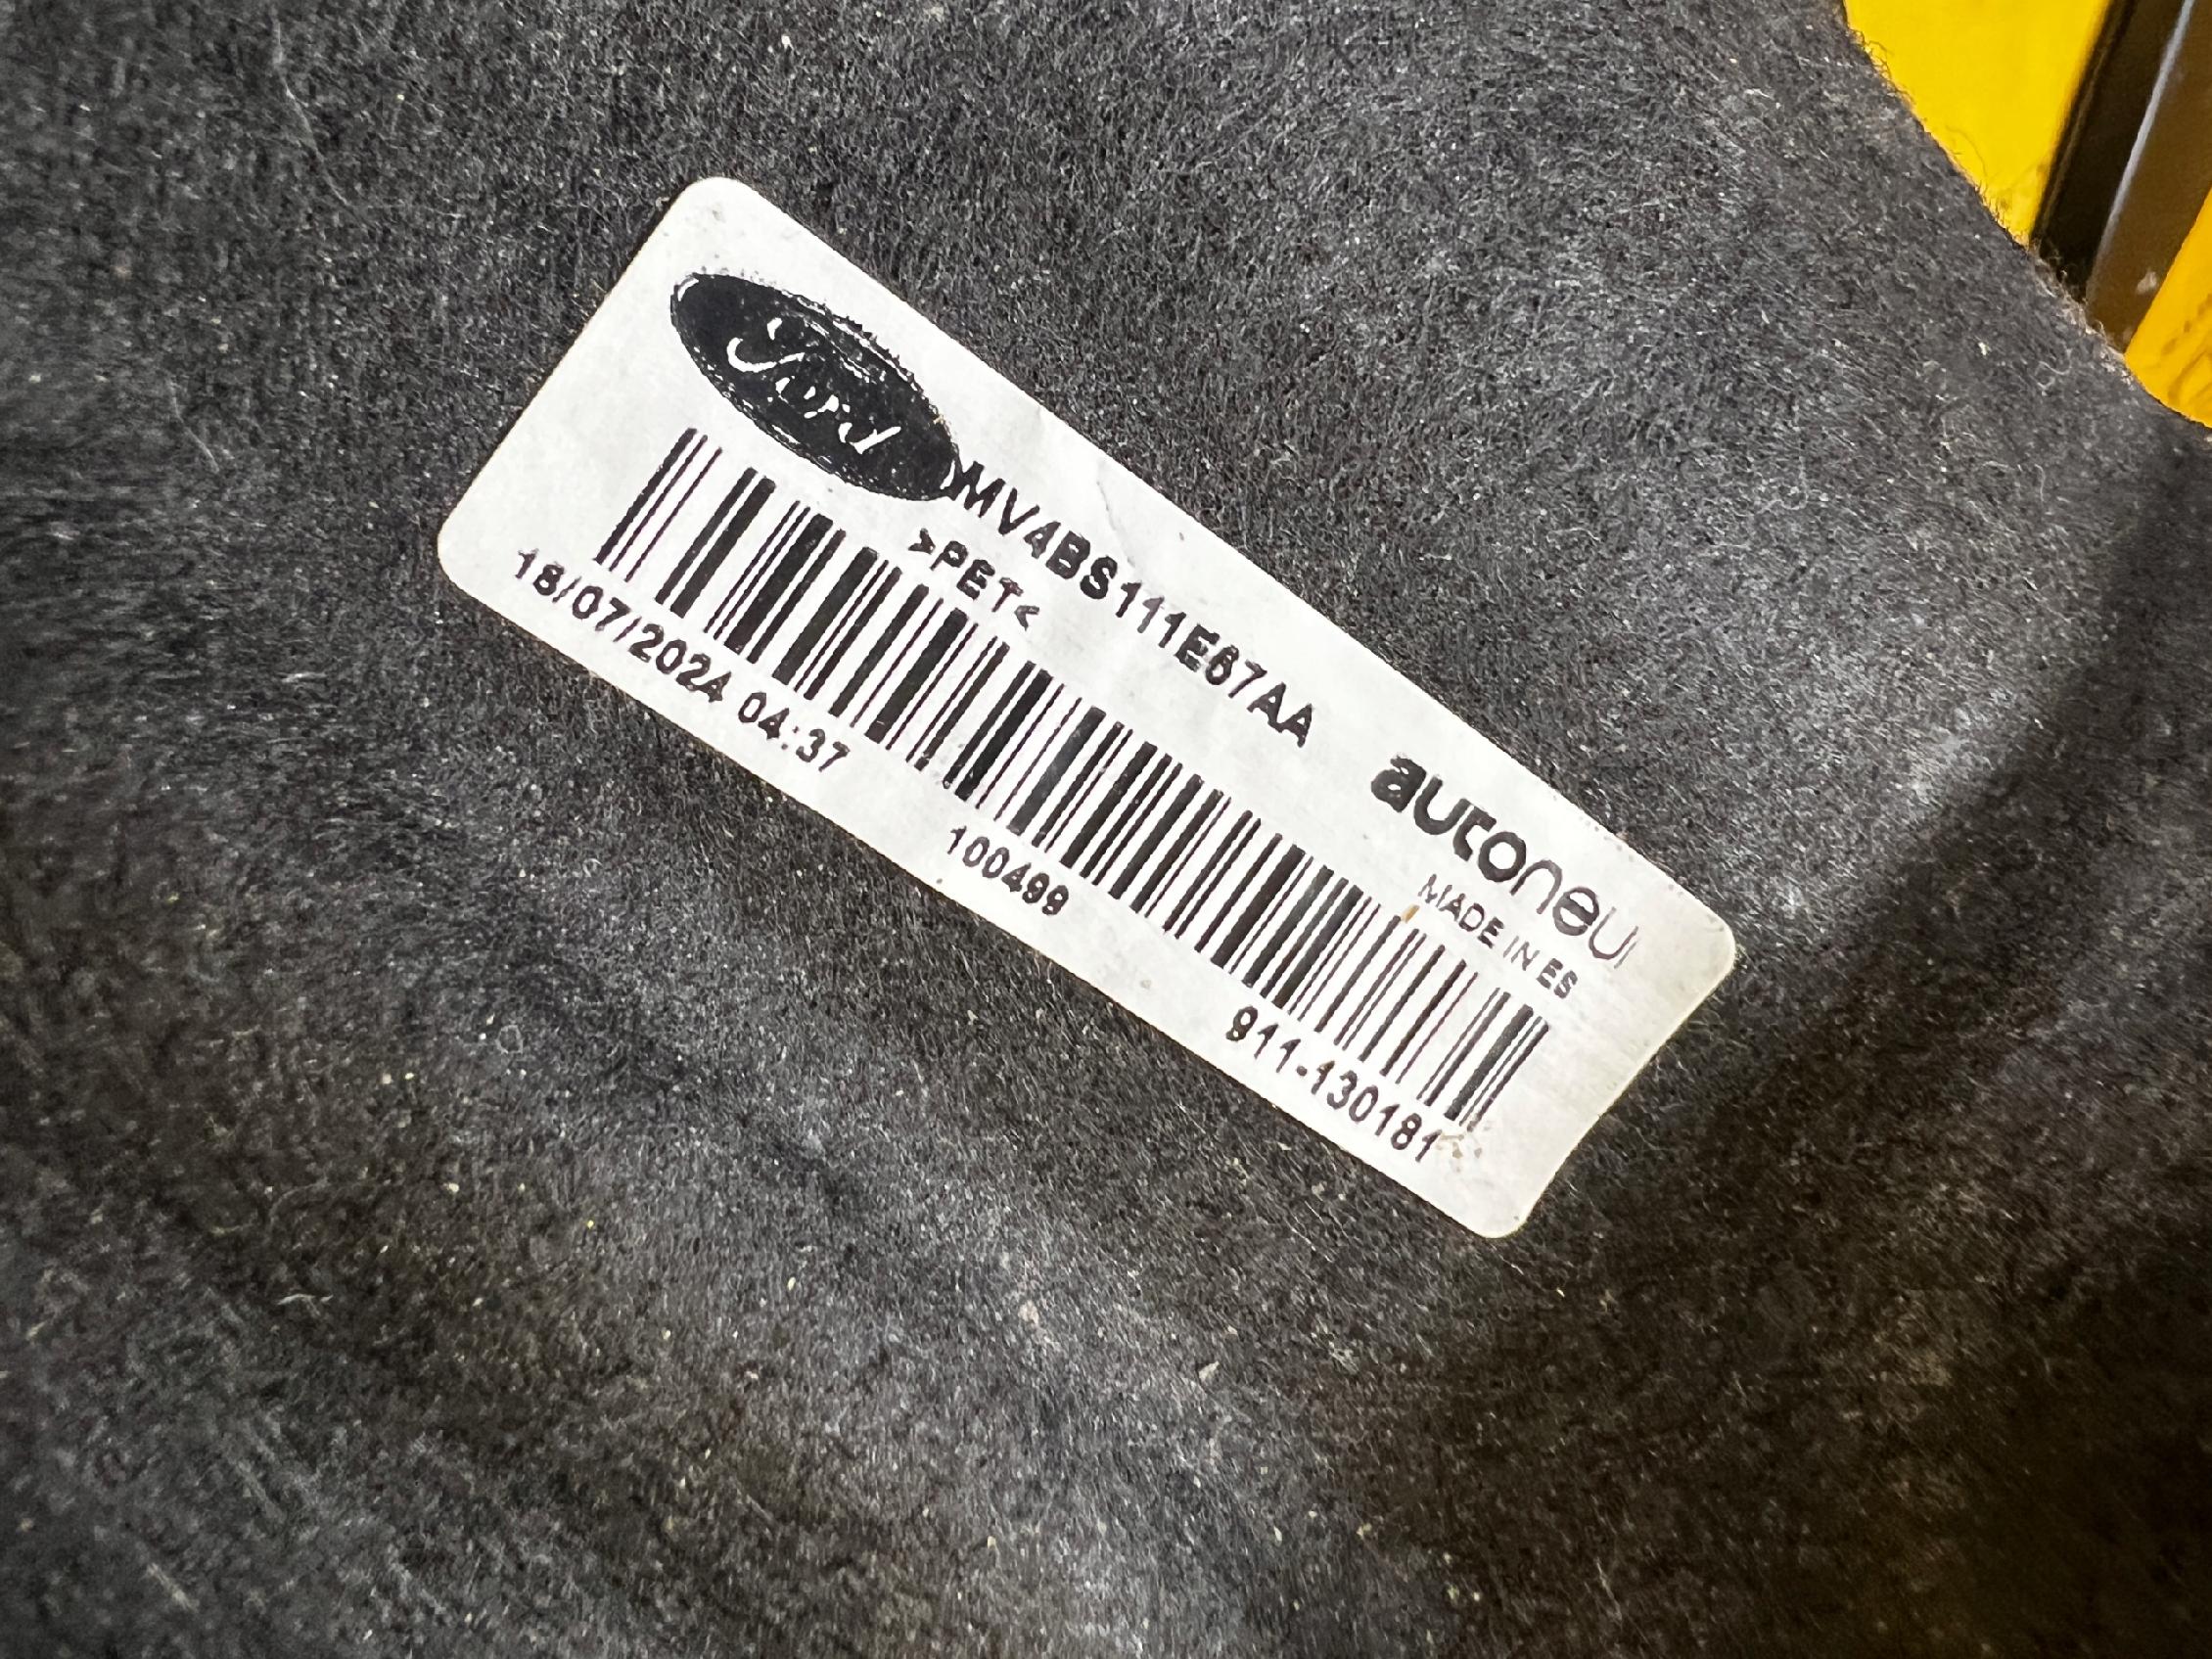 Ford
MV4BS111E67AA
>PET<
autoneum
MADE IN ES
18/07/2024 04:37
100499
911-130181